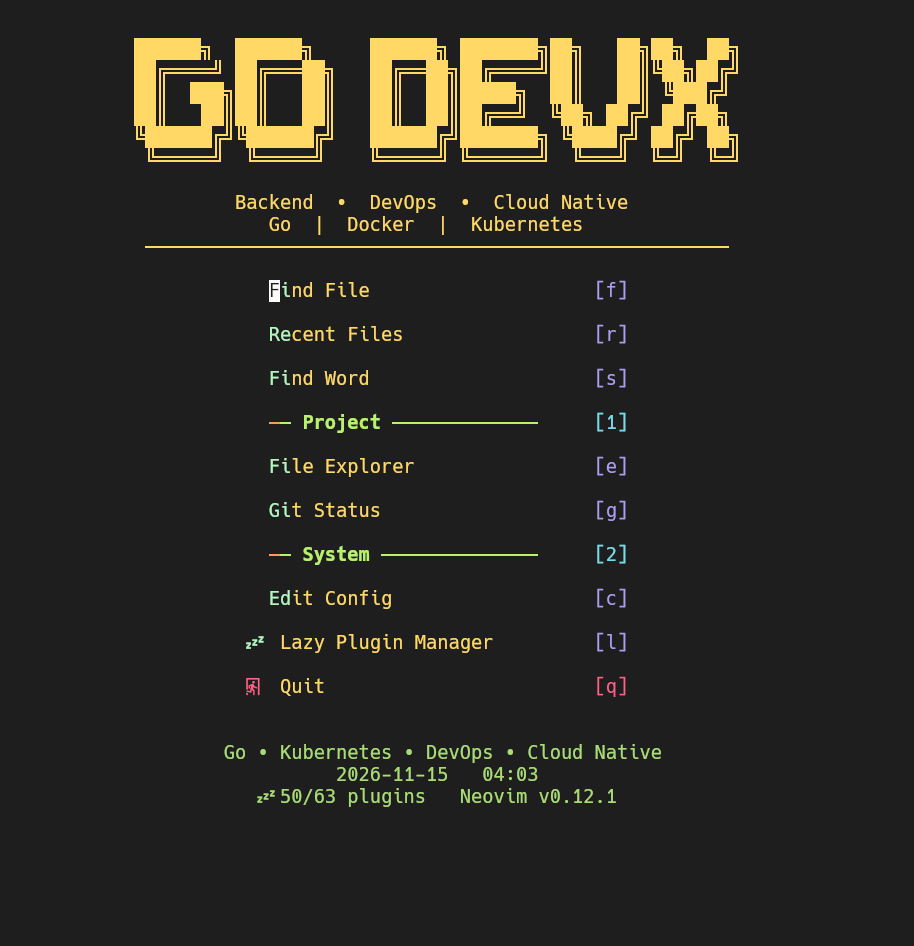 GO DEVX
Backend • DevOps • Cloud Native
Go | Docker | Kubernetes
Find File [f]
Recent Files [r]
Find Word [s]
── Project ───────────── [1]
File Explorer [e]
Git Status [g]
── System ────────────── [2]
Edit Config [c]
zzz Lazy Plugin Manager [l]
Quit [q]
Go • Kubernetes • DevOps • Cloud Native
2026-11-15 04:03
zzz 50/63 plugins Neovim v0.12.1